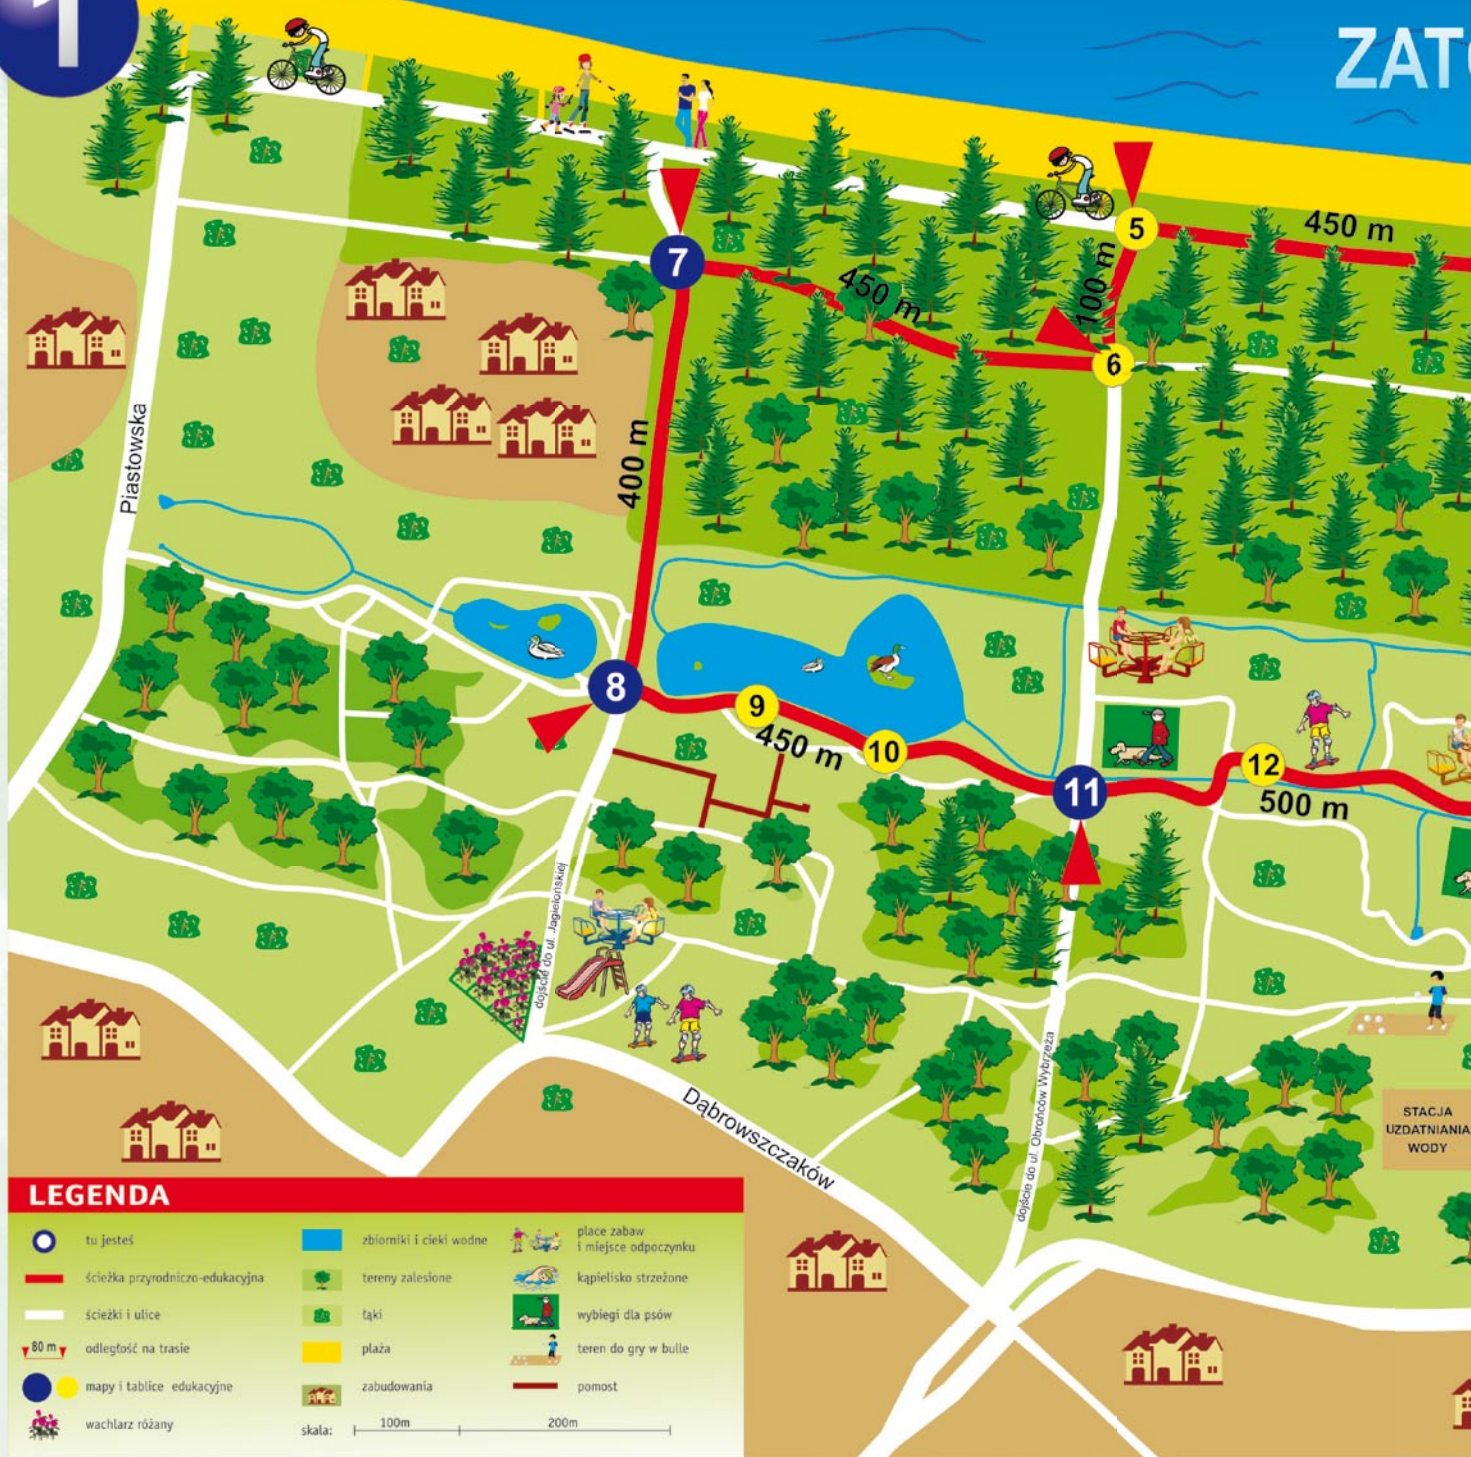 1
ZAT
5
450 m
7
450 m
100 m
6
Piastowska
400 m
8
9
450 m
10
11
12
500 m
dojście do ul. Jagiellońskiej
dojście do ul. Obrońców Wybrzeża
Dąbrowszczaków
STACJA
UZDATNIANIA
WODY
LEGENDA
tu jesteś
ścieżka przyrodniczo-edukacyjna
ścieżki i ulice
80 m
odległość na trasie
mapy i tablice edukacyjne
wachlarz różany
zbiorniki i cieki wodne
tereny zalesione
łąki
plaża
zabudowania
skala:
100m
200m
place zabaw
i miejsce odpoczynku
kąpielisko strzeżone
wybiegi dla psów
teren do gry w bulle
pomost